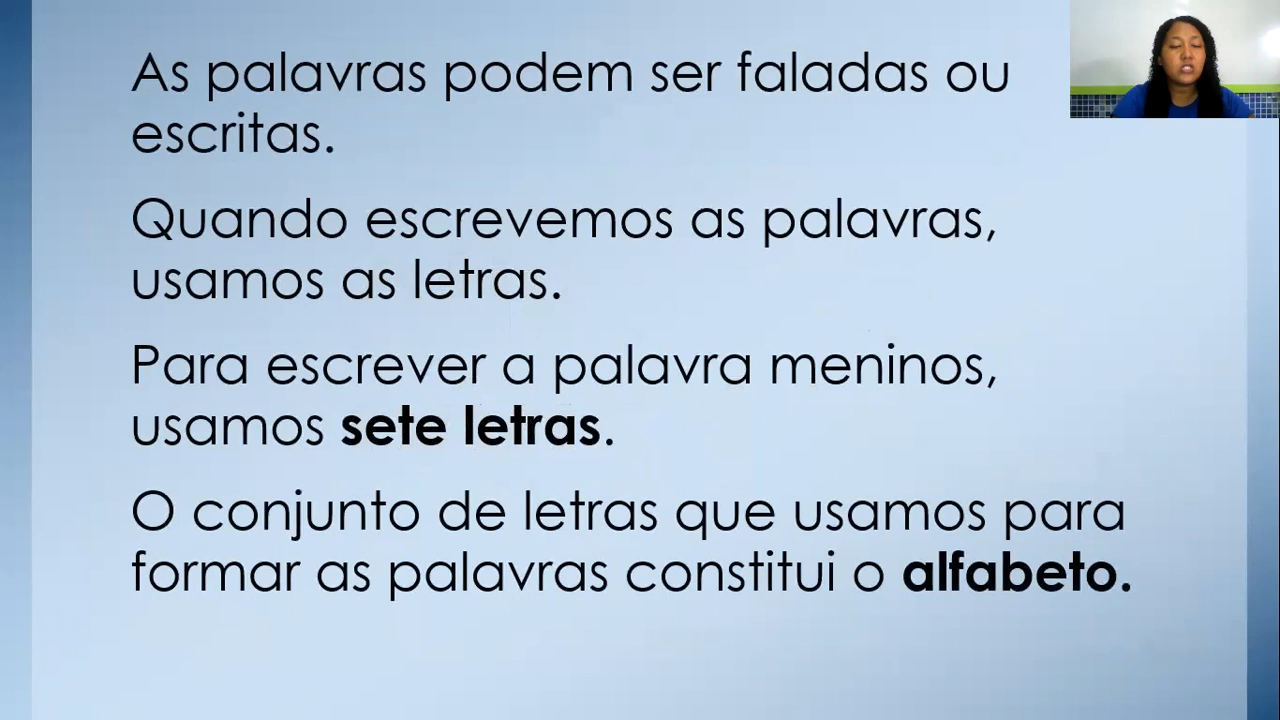 As palavras podem ser faladas ou
escritas.
Quando escrevemos as palavras,
usamos as letras.
Para escrever a palavra meninos,
usamos sete letras.
O conjunto de letras que usamos para
formar as palavras constitui o alfabeto.